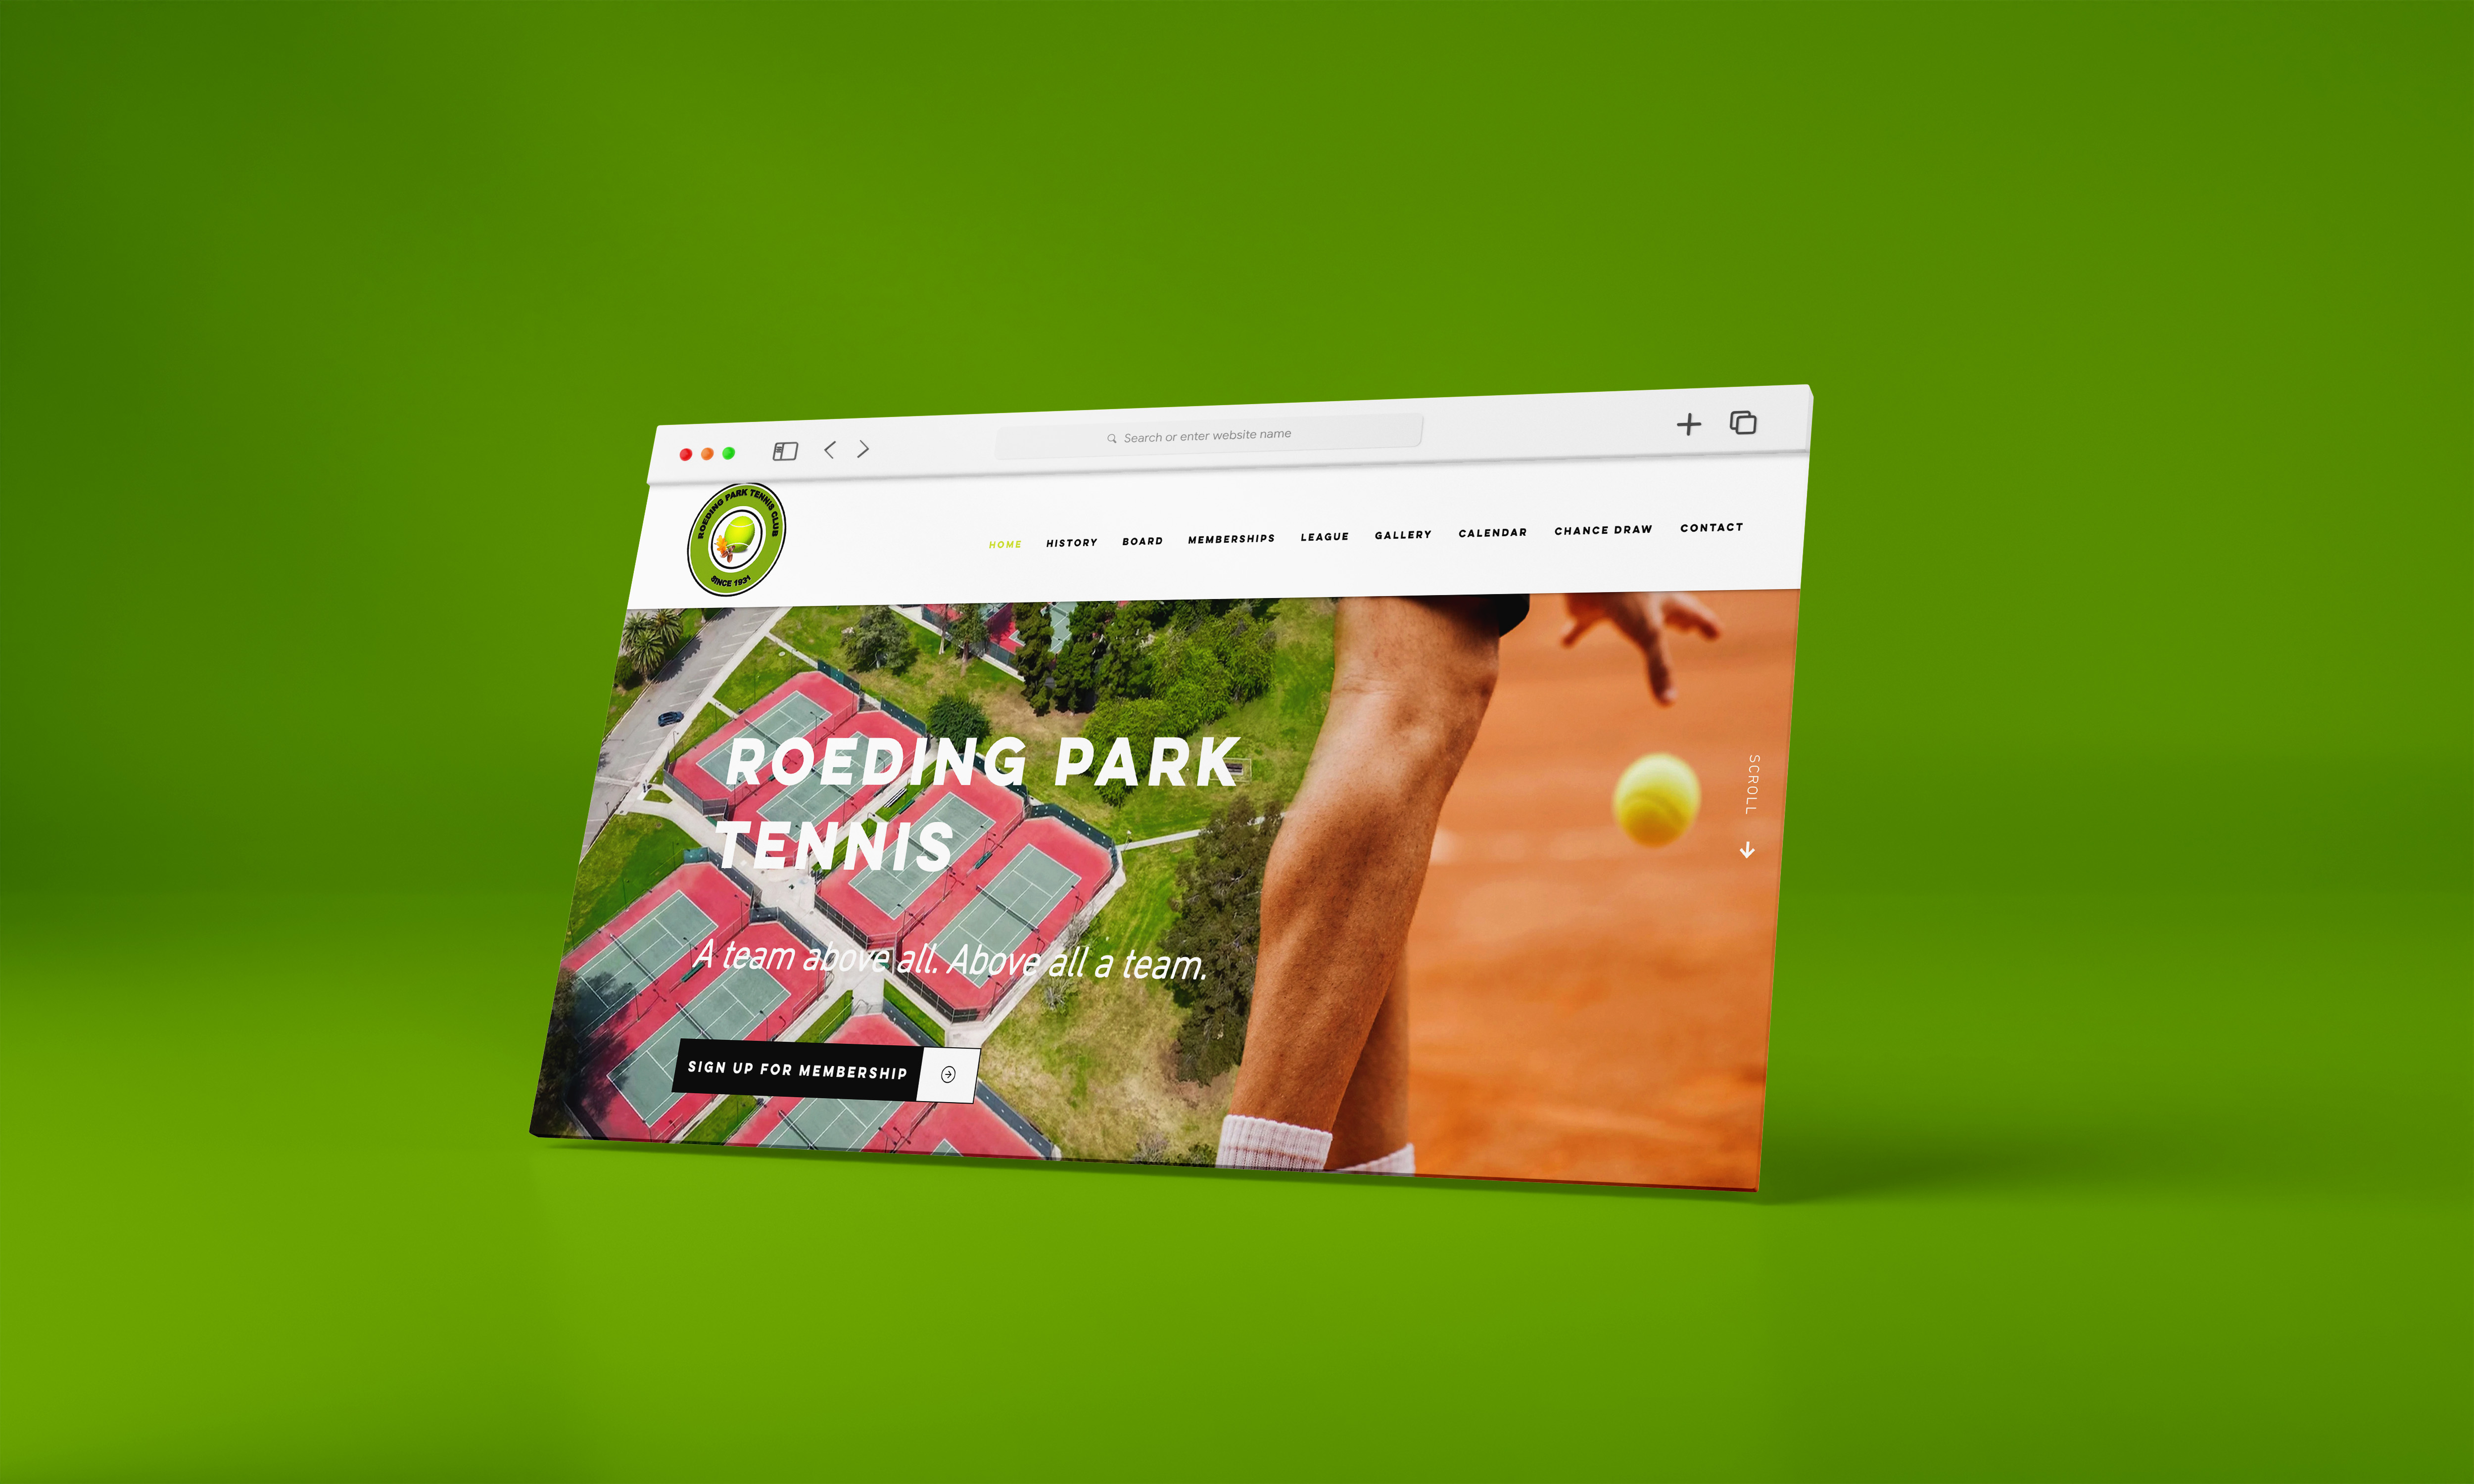 Search or enter website name
ROEDING PARK TENNIS CLUB
SINCE 1931
HOME HISTORY BOARD MEMBERSHIPS LEAGUE GALLERY CALENDAR CHANCE DRAW CONTACT
ROEDING PARK
TENNIS
A team above all. Above all a team.
SIGN UP FOR MEMBERSHIP
SCROLL